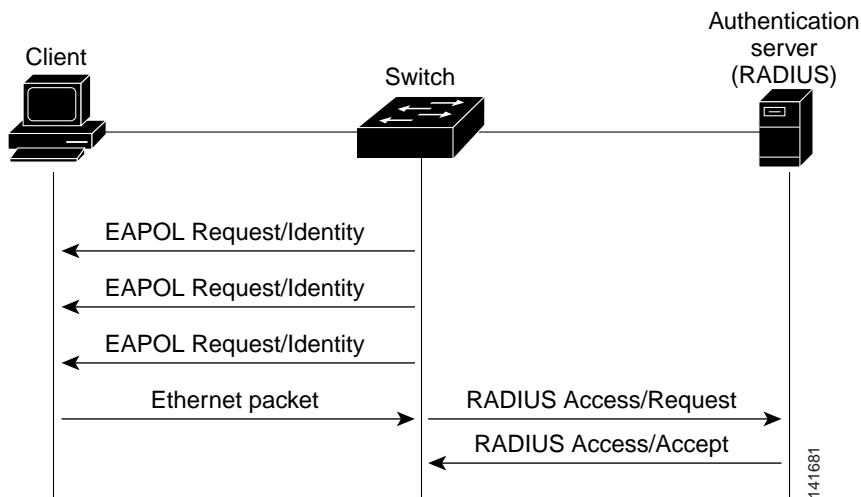 Authentication
server
(RADIUS)
Client
Switch
EAPOL Request/Identity
EAPOL Request/Identity
EAPOL Request/Identity
Ethernet packet
RADIUS Access/Request
RADIUS Access/Accept
141681